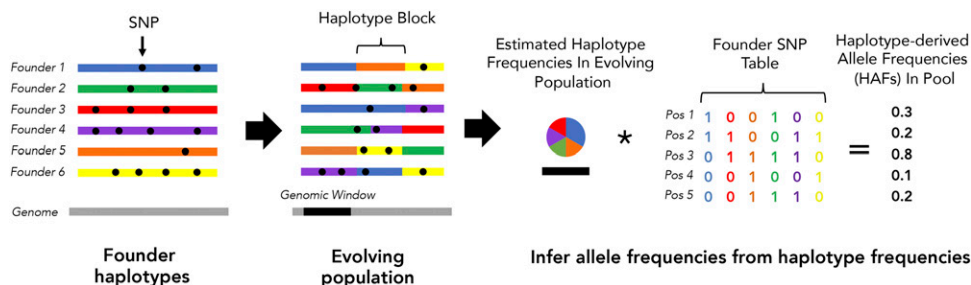 SNP
Haplotype Block
Founder 1
Founder 2
Founder 3
Founder 4
Founder 5
Founder 6
Genome
Genomic Window
Founder
haplotypes
Evolving
population
Estimated Haplotype
Frequencies In Evolving
Population
*
Founder SNP
Table
Pos 1 1 0 0 1 0 0
Pos 2 1 1 0 0 1 1
Pos 3 0 1 1 1 1 0
Pos 4 0 0 1 0 0 1
Pos 5 0 0 1 1 1 0
=
Haplotype-derived
Allele Frequencies
(HAFs) In Pool
0.3
0.2
0.8
0.1
0.2
Infer allele frequencies from haplotype frequencies